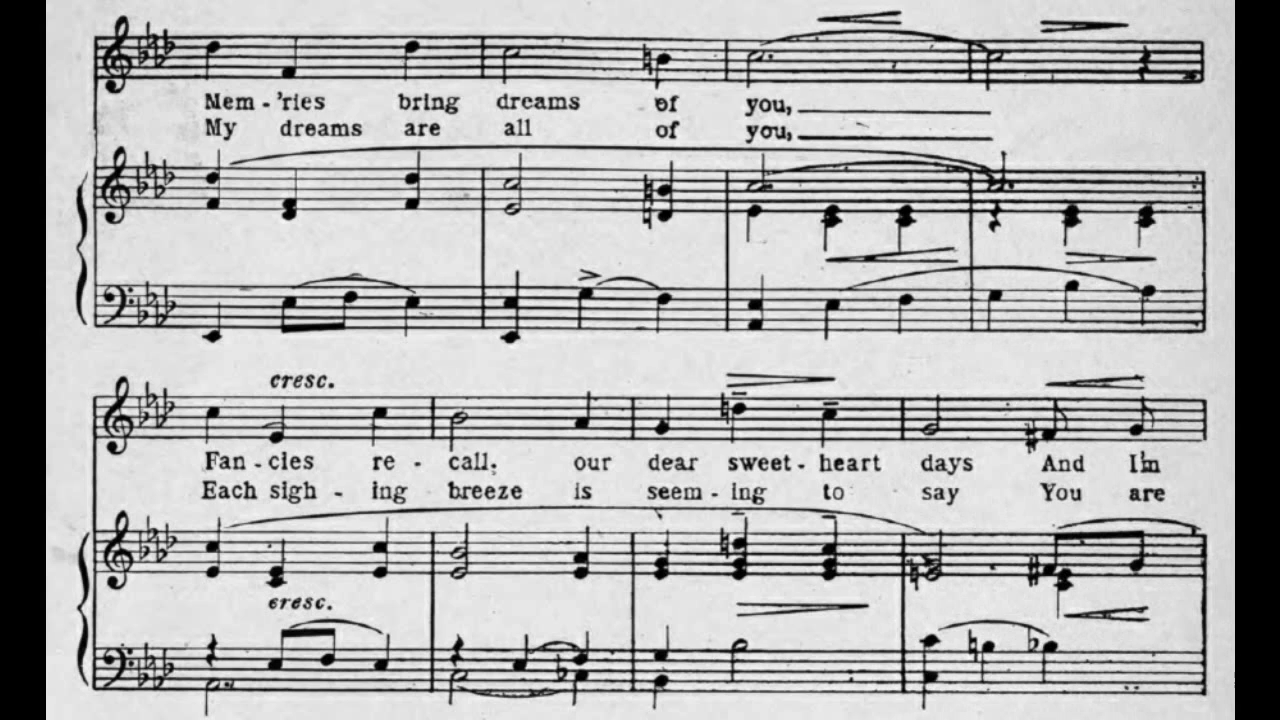 Mem-'ries bring dreams of you,
My dreams are all of you,
cresc.
Fan-cies re-call, our dear sweet-heart days And I'm
Each sigh-ing breeze is seem-ing to say You are
cresc.